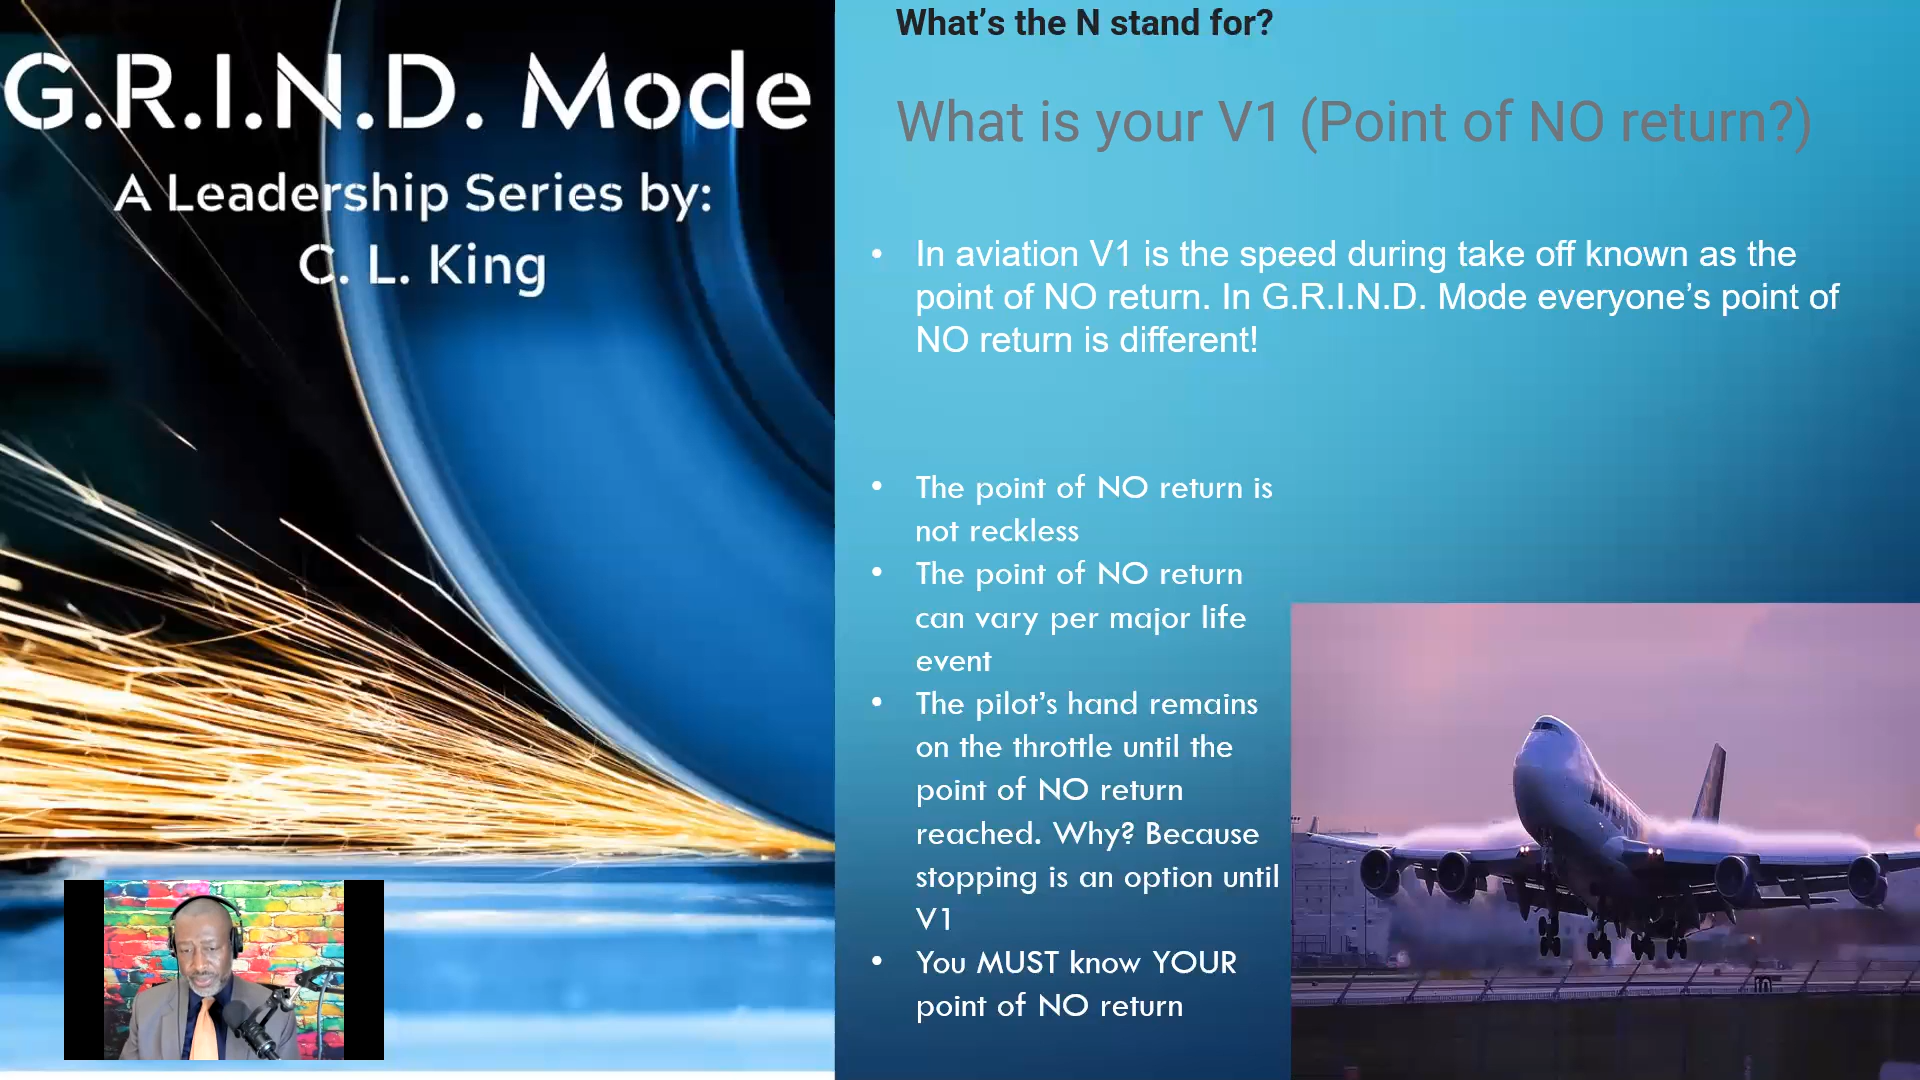 G.R.I.N.D. Mode
A Leadership Series by:
C. L. King
What’s the N stand for?
What is your V1 (Point of NO return?)
• In aviation V1 is the speed during take off known as the
point of NO return. In G.R.I.N.D. Mode everyone’s point of
NO return is different!
• The point of NO return is
not reckless
• The point of NO return
can vary per major life
event
• The pilot’s hand remains
on the throttle until the
point of NO return
reached. Why? Because
stopping is an option until
V1
• You MUST know YOUR
point of NO return